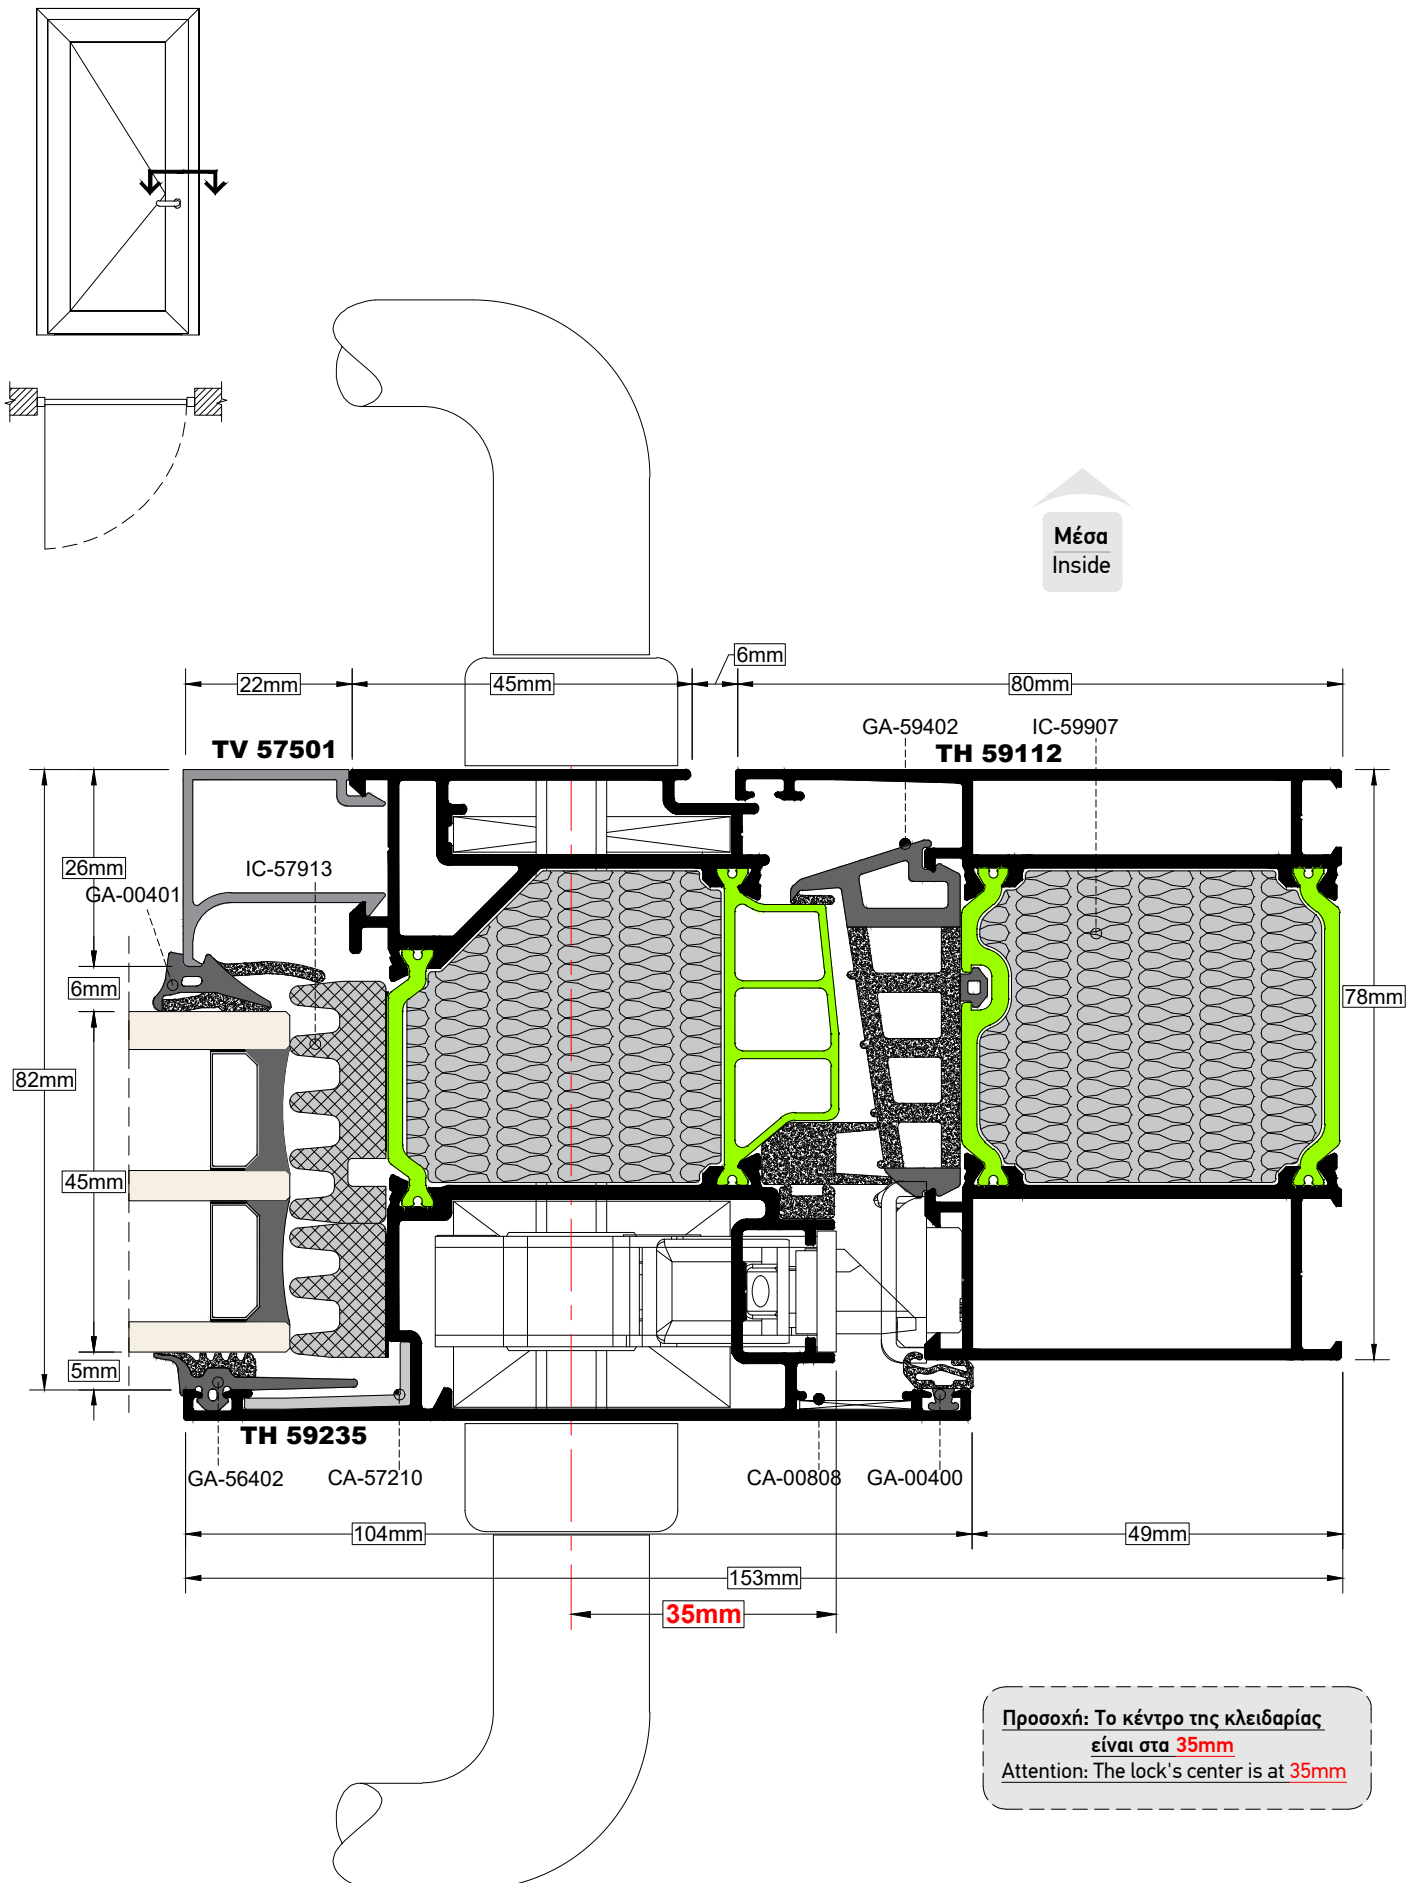 Μέσα
Inside
6mm
22mm
45mm
80mm
GA-59402
IC-59907
TV 57501
TH 59112
26mm
IC-57913
GA-00401
6mm
78mm
82mm
45mm
5mm
TH 59235
GA-56402
CA-57210
CA-00808
GA-00400
104mm
49mm
153mm
35mm
Προσοχή: Το κέντρο της κλειδαρίας
είναι στα 35mm
Attention: The lock's center is at 35mm